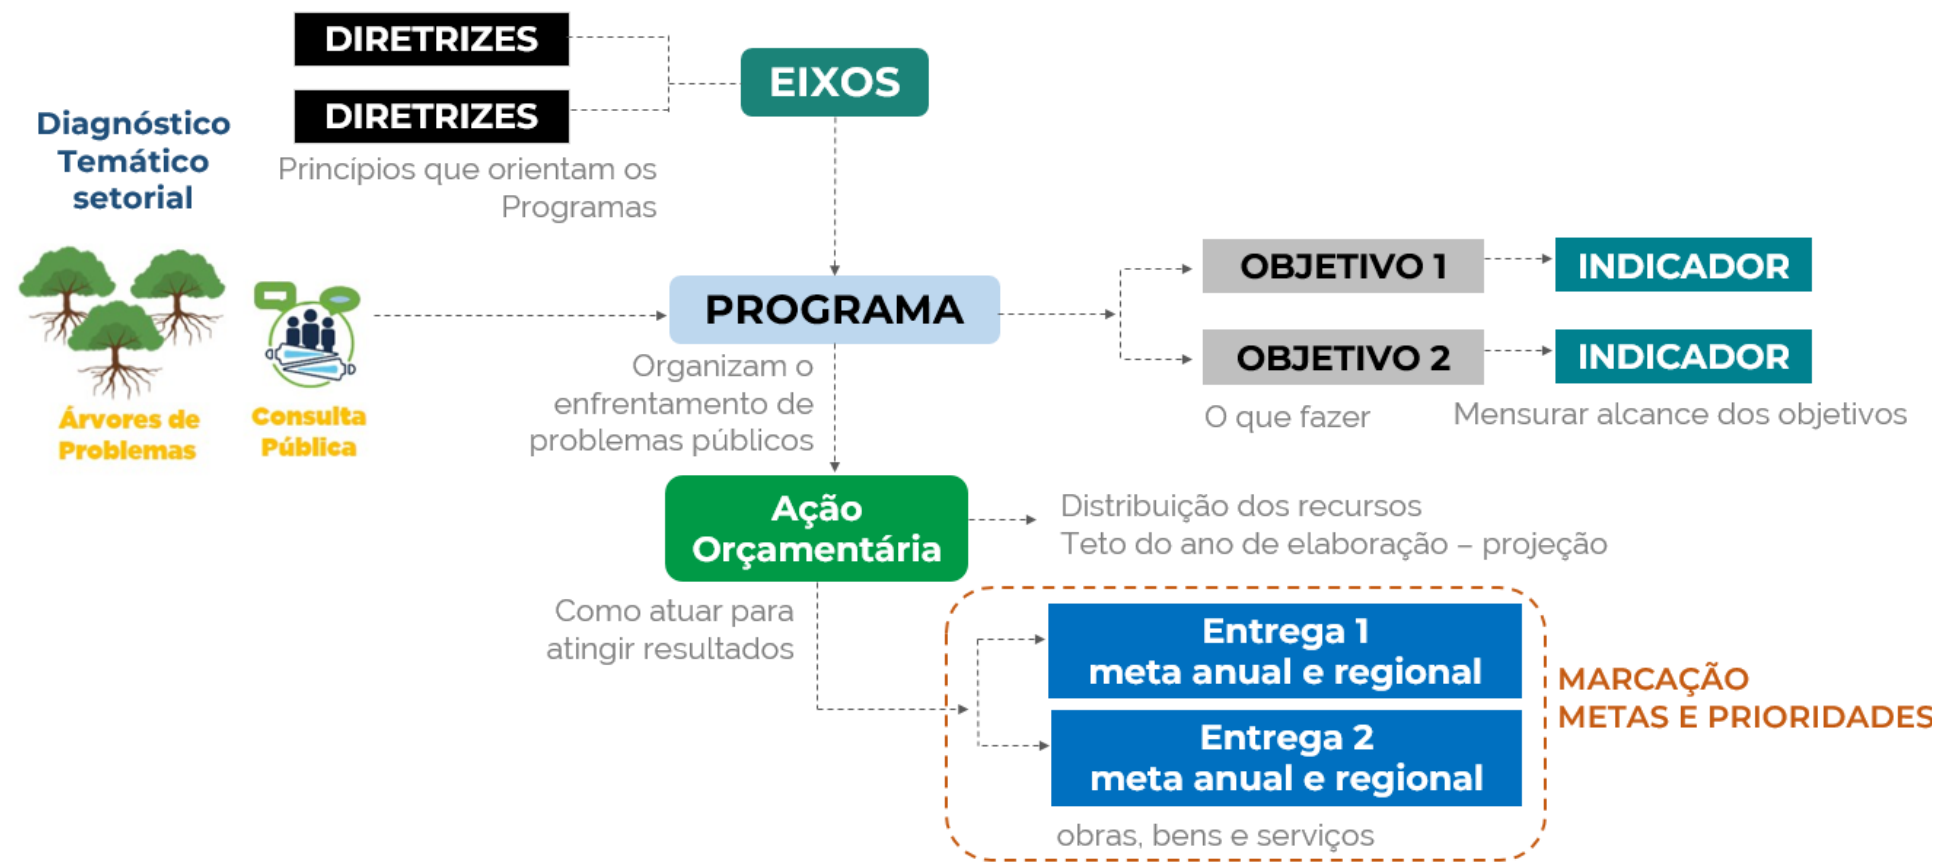 DIRETRIZES
DIRETRIZES
Princípios que orientam os
Programas
EIXOS
Diagnóstico
Temático
setorial
Árvores de
Problemas
Consulta
Pública
PROGRAMA
Organizam o
enfrentamento de
problemas públicos
OBJETIVO 1
INDICADOR
OBJETIVO 2
INDICADOR
O que fazer
Mensurar alcance dos objetivos
Ação
Orçamentária
Distribuição dos recursos
Teto do ano de elaboração – projeção
Como atuar para
atingir resultados
Entrega 1
meta anual e regional
Entrega 2
meta anual e regional
obras, bens e serviços
MARCAÇÃO
METAS E PRIORIDADES